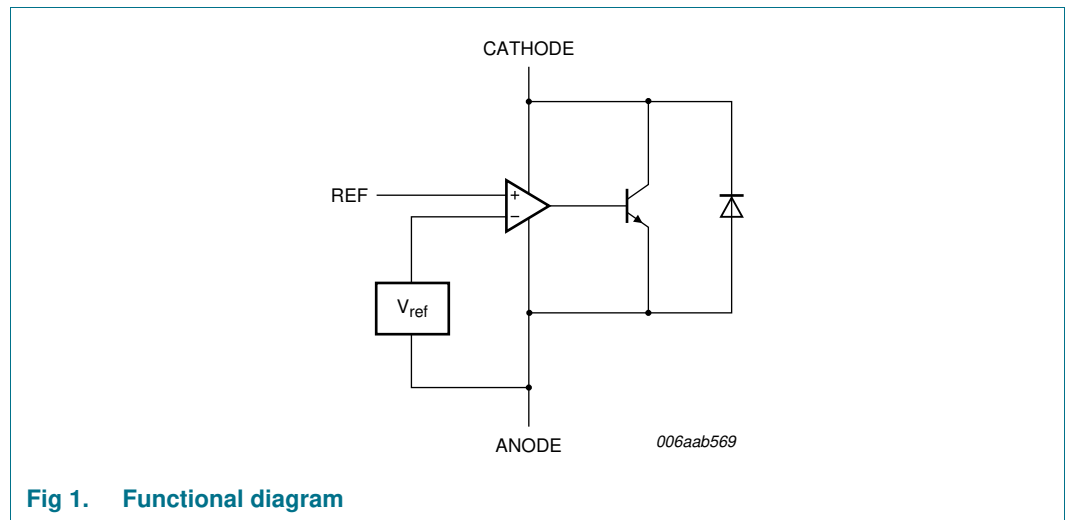 CATHODE
REF
+
−
Vref
ANODE
006aab569
Fig 1. Functional diagram